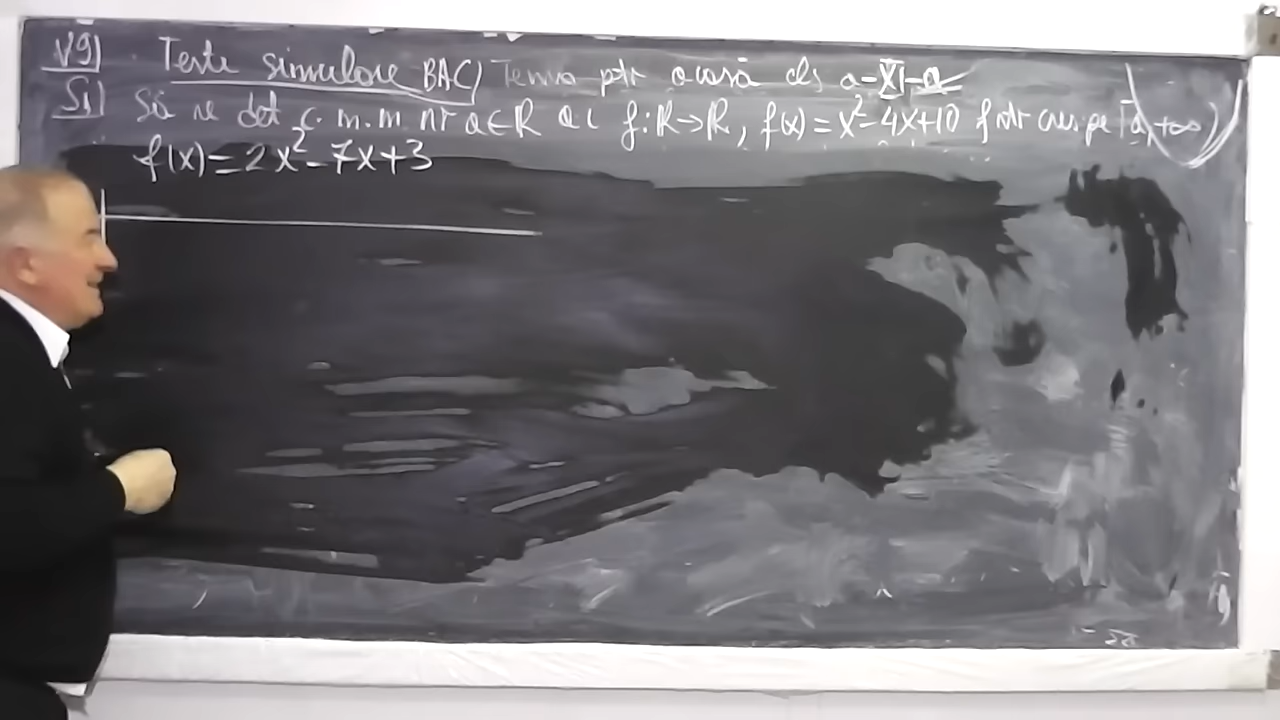 V9) Teste simulare BAC) Tema ptr acasă cls a-XI-a
S1) Să se det c.m.m nr a∈R a.î f:R→R, f(x)=x²-4x+10 f str cresc pe [a,+∞)
f(x)=2x²-7x+3